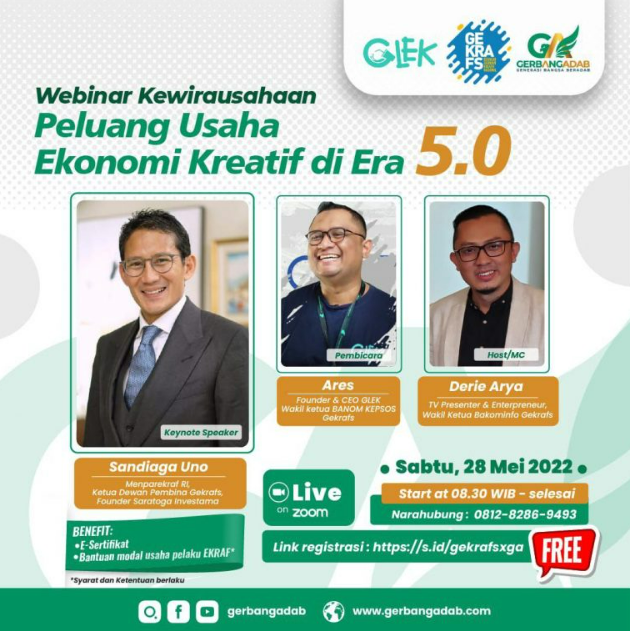 GLEK
GE
KRA
FS
GERBANGADAB
GENERASI BANGSA BERADAB
Webinar Kewirausahaan
Peluang Usaha
Ekonomi Kreatif di Era 5.0
Keynote Speaker
Sandiaga Uno
Menparekraf RI,
Ketua Dewan Pembina Gekrafs,
Founder Saratoga Investama
Pembicara
Ares
Founder & CEO GLEK
Wakil ketua BANOM KEPSOS
Gekrafs
Host/MC
Derie Arya
TV Presenter & Enterpreneur,
Wakil Ketua Bakominfo Gekrafs
BENEFIT:
•E-Sertifikat
•Bantuan modal usaha pelaku EKRAF*
*Syarat dan Ketentuan berlaku
Live
on zoom
• Sabtu, 28 Mei 2022 •
Start at 08.30 WIB - selesai
Narahubung : 0812-8286-9493
Link registrasi : https://s.id/gekrafsxga
FREE
gerbangadab
www.gerbangadab.com